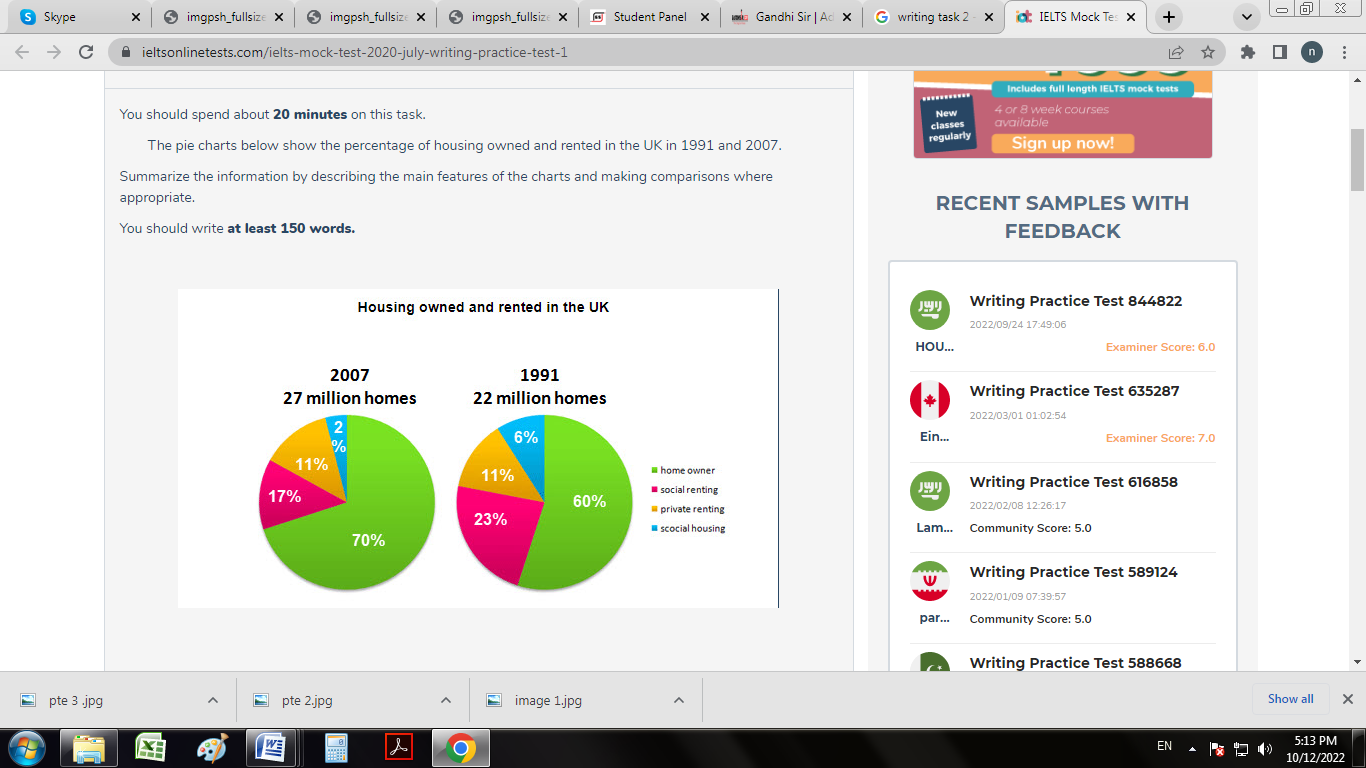 Skype
imgpsh_fullsize
imgpsh_fullsize
imgpsh_fullsize
Student Panel
Gandhi Sir | Ad
writing task 2 -
IELTS Mock Tes
ieltsonlinetests.com/ielts-mock-test-2020-july-writing-practice-test-1
n
You should spend about 20 minutes on this task.
The pie charts below show the percentage of housing owned and rented in the UK in 1991 and 2007.
Summarize the information by describing the main features of the charts and making comparisons where
appropriate.
You should write at least 150 words.
Housing owned and rented in the UK
2007
27 million homes
1991
22 million homes
2
%
11%
17%
70%
6%
11%
23%
60%
home owner
social renting
private renting
scocial housing
Includes full length IELTS mock tests
New
classes
regularly
4 or 8 week courses
available
Sign up now!
RECENT SAMPLES WITH
FEEDBACK
Writing Practice Test 844822
2022/09/24 17:49:06
HOU...
Examiner Score: 6.0
Writing Practice Test 635287
2022/03/01 01:02:54
Ein...
Examiner Score: 7.0
Writing Practice Test 616858
2022/02/08 12:26:17
Lam...
Community Score: 5.0
Writing Practice Test 589124
2022/01/09 07:39:57
par...
Community Score: 5.0
Writing Practice Test 588668
pte 3 .jpg
pte 2.jpg
image 1.jpg
Show all
EN
5:13 PM
10/12/2022